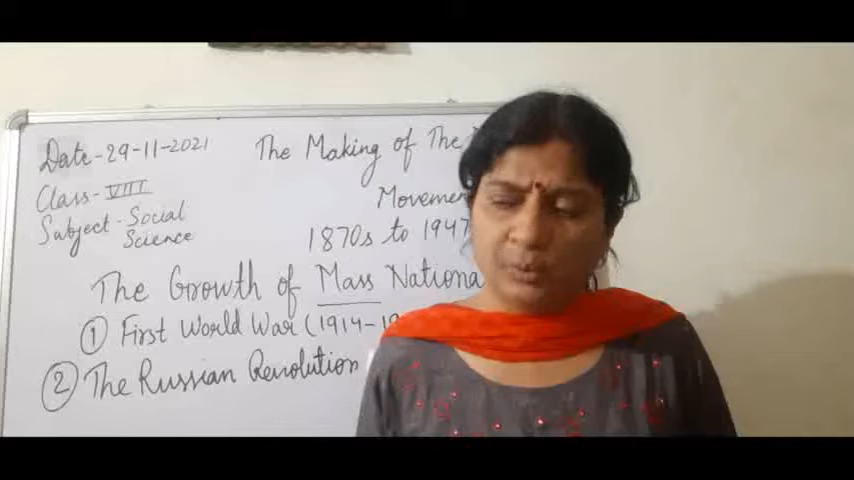 Date-29-11-2021
The Making of The
Class-VIII
Movemen
Subject-Social
Science
1870s to 1947
The Growth of Mass Nationa
① First World War (1914-1
② The Russian Revolution